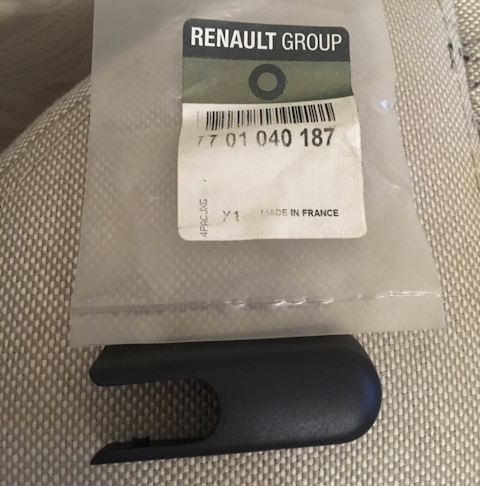 RENAULT GROUP
77 01 040 187
X1 MADE IN FRANCE